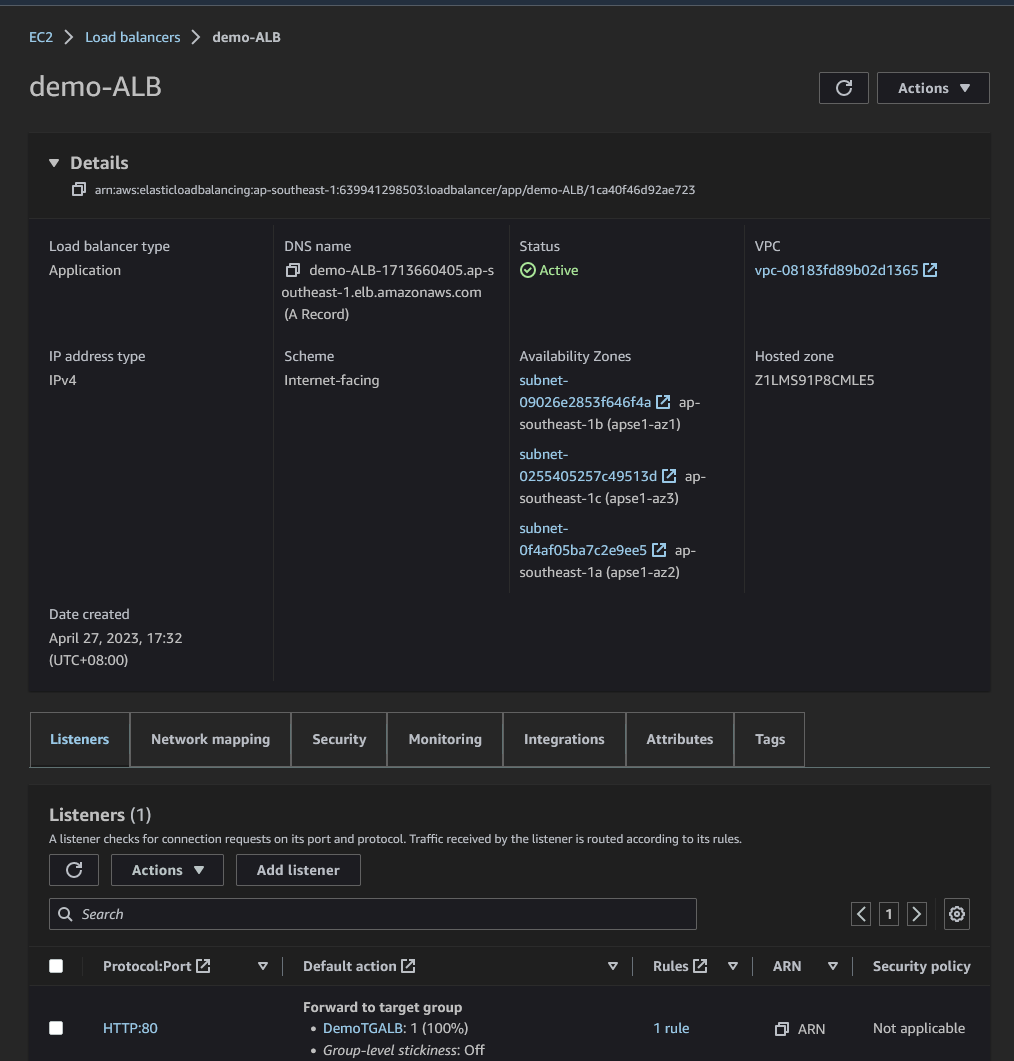 EC2 > Load balancers > demo-ALB
demo-ALB
Actions
Details
arn:aws:elasticloadbalancing:ap-southeast-1:639941298503:loadbalancer/app/demo-ALB/1ca40f46d92ae723
Load balancer type
Application
DNS name
demo-ALB-1713660405.ap-s
outheast-1.elb.amazonaws.com
(A Record)
Status
Active
VPC
vpc-08183fd89b02d1365
IP address type
IPv4
Scheme
Internet-facing
Availability Zones
subnet-
09026e2853f646f4a ap-
southeast-1b (apse1-az1)
subnet-
0255405257c49513d ap-
southeast-1c (apse1-az3)
subnet-
0f4af05ba7c2e9ee5 ap-
southeast-1a (apse1-az2)
Hosted zone
Z1LMS91P8CMLE5
Date created
April 27, 2023, 17:32
(UTC+08:00)
Listeners Network mapping Security Monitoring Integrations Attributes Tags
Listeners (1)
A listener checks for connection requests on its port and protocol. Traffic received by the listener is routed according to its rules.
Actions Add listener
Search
1
Protocol:Port Default action Rules ARN Security policy
Forward to target group
HTTP:80 • DemoTGALB: 1 (100%) 1 rule ARN Not applicable
• Group-level stickiness: Off